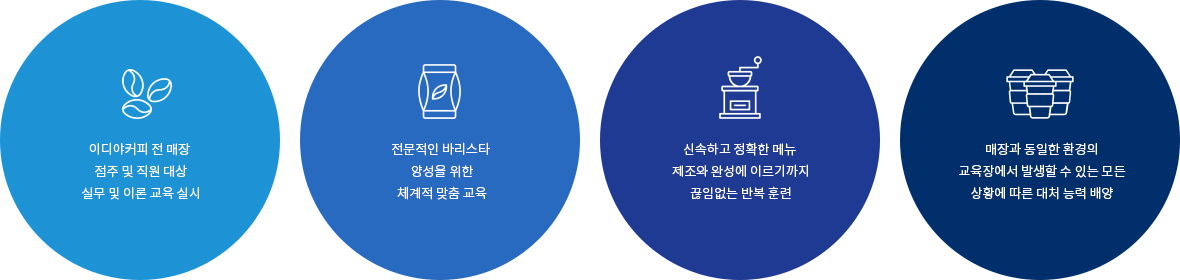 이디야커피 전 매장
점주 및 직원 대상
실무 및 이론 교육 실시
전문적인 바리스타
양성을 위한
체계적 맞춤 교육
신속하고 정확한 메뉴
제조와 완성에 이르기까지
끊임없는 반복 훈련
매장과 동일한 환경의
교육장에서 발생할 수 있는 모든
상황에 따른 대처 능력 배양